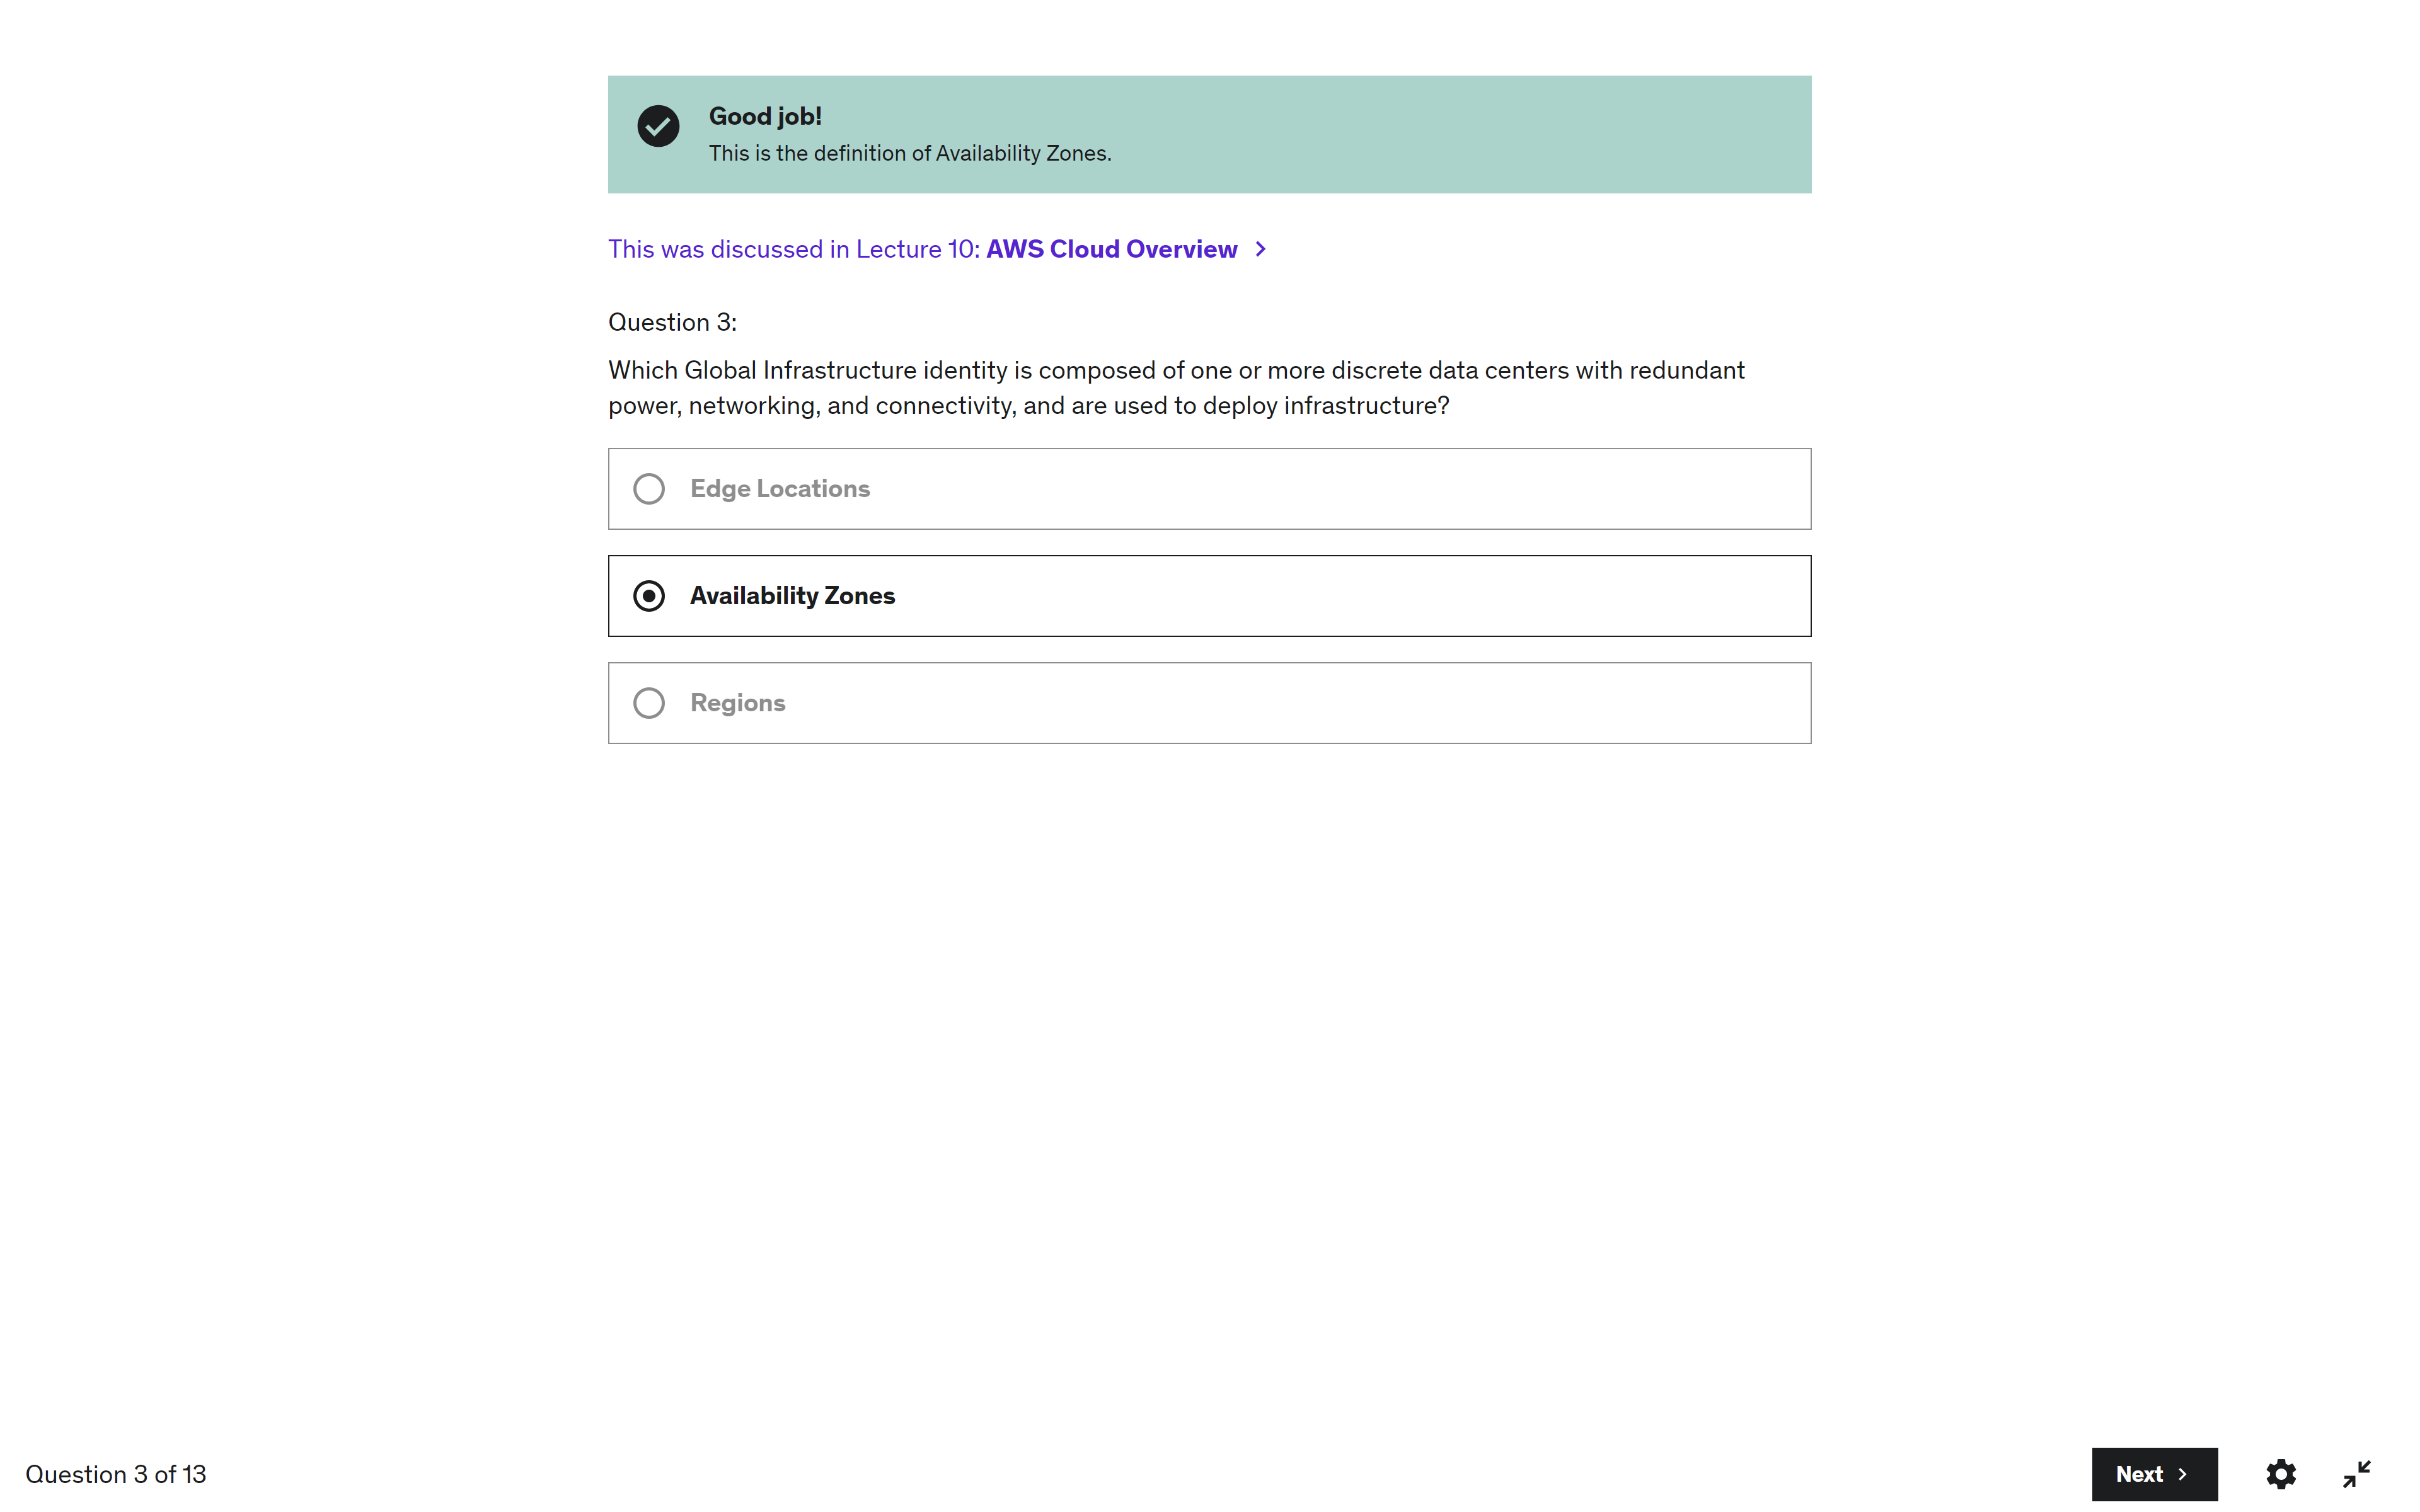 Good job!
This is the definition of Availability Zones.
This was discussed in Lecture 10: AWS Cloud Overview
Question 3:
Which Global Infrastructure identity is composed of one or more discrete data centers with redundant
power, networking, and connectivity, and are used to deploy infrastructure?
Edge Locations
Availability Zones
Regions
Question 3 of 13
Next